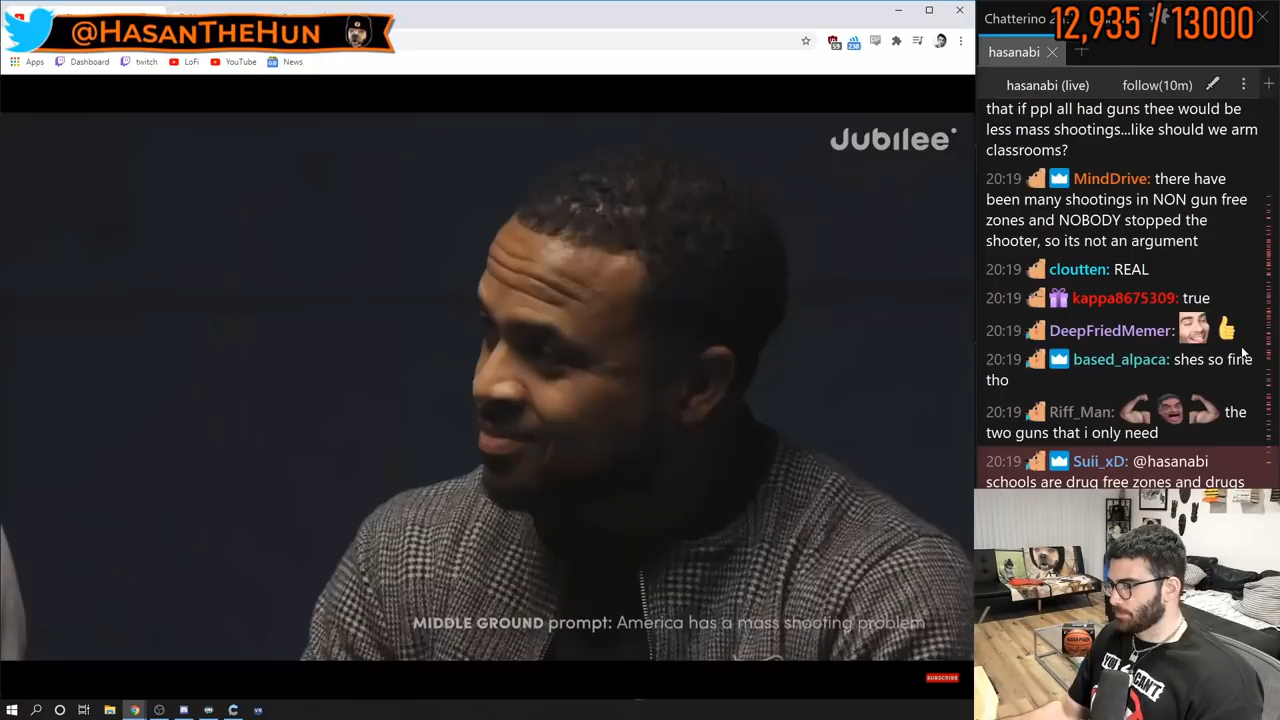 @HasanTheHun
Apps
Dashboard
twitch
LoFi
YouTube
News
Jubilee
MIDDLE GROUND prompt: America has a mass shooting problem
SUBSCRIBE
Chatterino
12,935 / 13000
hasanabi
hasanabi (live)
follow(10m)
that if ppl all had guns thee would be
less mass shootings...like should we arm
classrooms?
20:19 MindDrive: there have
been many shootings in NON gun free
zones and NOBODY stopped the
shooter, so its not an argument
20:19 cloutten: REAL
20:19 kappa8675309: true
20:19 DeepFriedMemer:
20:19 based_alpaca: shes so fine
tho
20:19 Riff_Man: the
two guns that i only need
20:19 Suii_xD: @hasanabi
schools are drug free zones and drugs
YOU
CAN'T